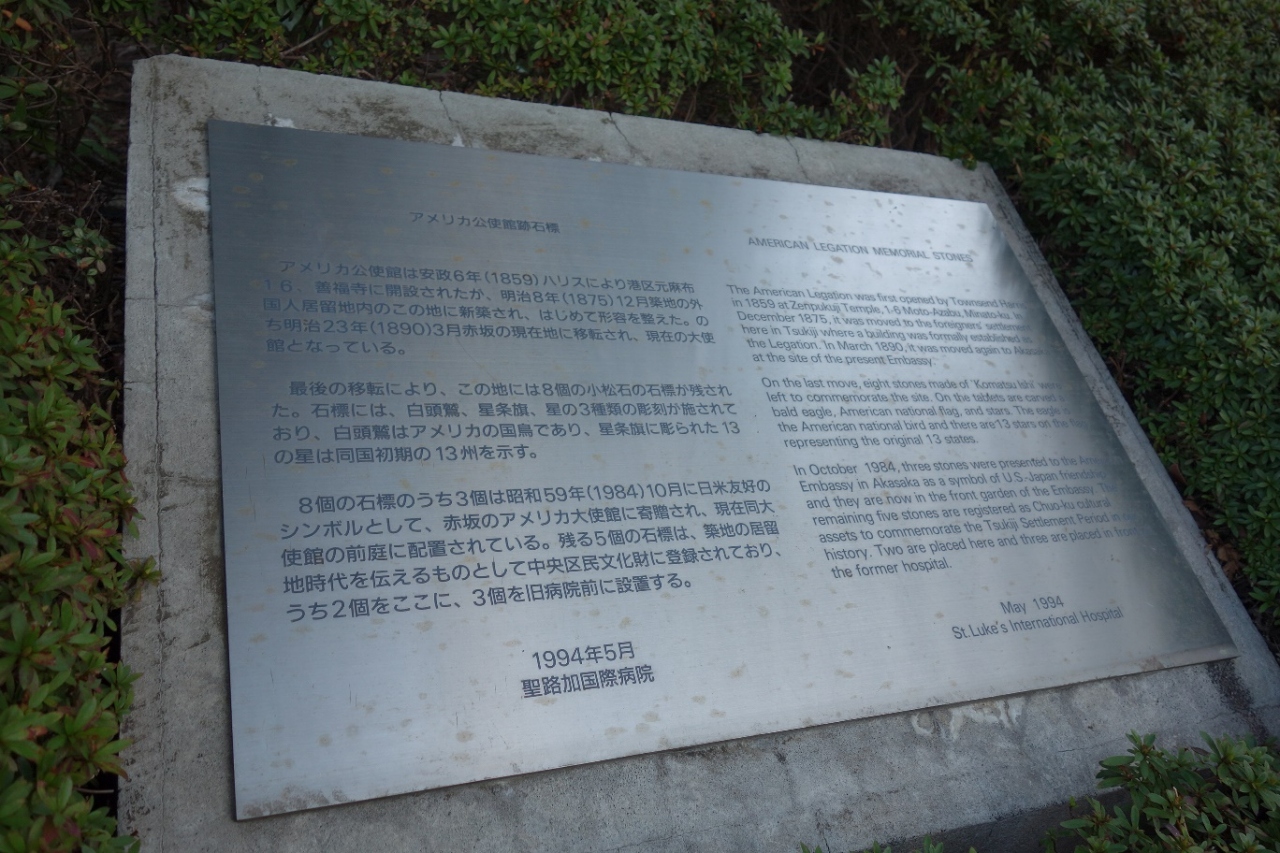 アメリカ公使館跡石標
アメリカ公使館は安政6年(1859)ハリスにより港区元麻布
16、善福寺に開設されたが、明治8年(1875)12月築地の外
国人居留地内のこの地に新築され、はじめて形容を整えた。の
ち明治23年(1890)3月赤坂の現在地に移転され、現在の大使
館となっている。
最後の移転により、この地には8個の小松石の石標が残され
た。石標には、白頭鷲、星条旗、星の3種類の彫刻が施されて
おり、白頭鷲はアメリカの国鳥であり、星条旗に彫られた13
の星は同国初期の13州を示す。
8個の石標のうち3個は昭和59年(1984)10月に日米友好の
シンボルとして、赤坂のアメリカ大使館に寄贈され、現在同大
使館の前庭に配置されている。残る5個の石標は、築地の居留
地時代を伝えるものとして中央区民文化財に登録されており、
うち2個をここに、3個を旧病院前に設置する。
1994年5月
聖路加国際病院
AMERICAN LEGATION MEMORIAL STONES
The American Legation was first opened by Townsend Harris
in 1859 at Zenpukuji Temple, 1-6 Moto-Azabu, Minato-ku. In
December 1875, it was moved to the foreigners' settlement
here in Tsukiji where a building was formally established as
the Legation. In March 1890, it was moved again to Akasaka
at the site of the present Embassy.
On the last move, eight stones made of 'Komatsu Ishi' were
left to commemorate the site. On the tablets are carved
bald eagle, American national flag, and stars. The eagle is
the American national bird and there are 13 stars on the flag
representing the original 13 states.
In October 1984, three stones were presented to the
Embassy in Akasaka as a symbol of U.S.-Japan friendship
and they are now in the front garden of the Embassy. The
remaining five stones are registered as Chuo-ku cultural
assets to commemorate the Tsukiji Settlement Period in
history. Two are placed here and three are placed in front
the former hospital.
May 1994
St. Luke's International Hospital